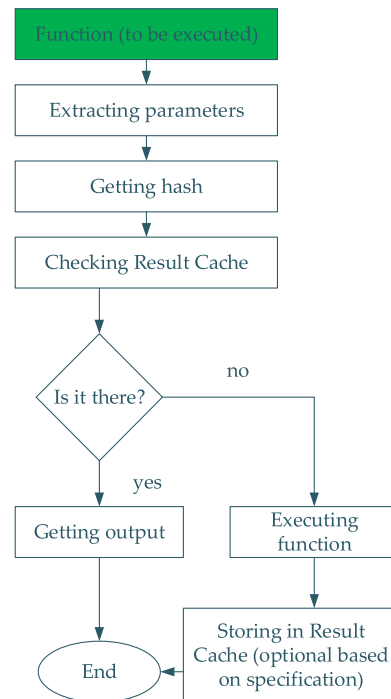 Function (to be executed)
Extracting parameters
Getting hash
Checking Result Cache
Is it there?
no
yes
Getting output
Executing
function
Storing in Result
Cache (optional based
on specification)
End